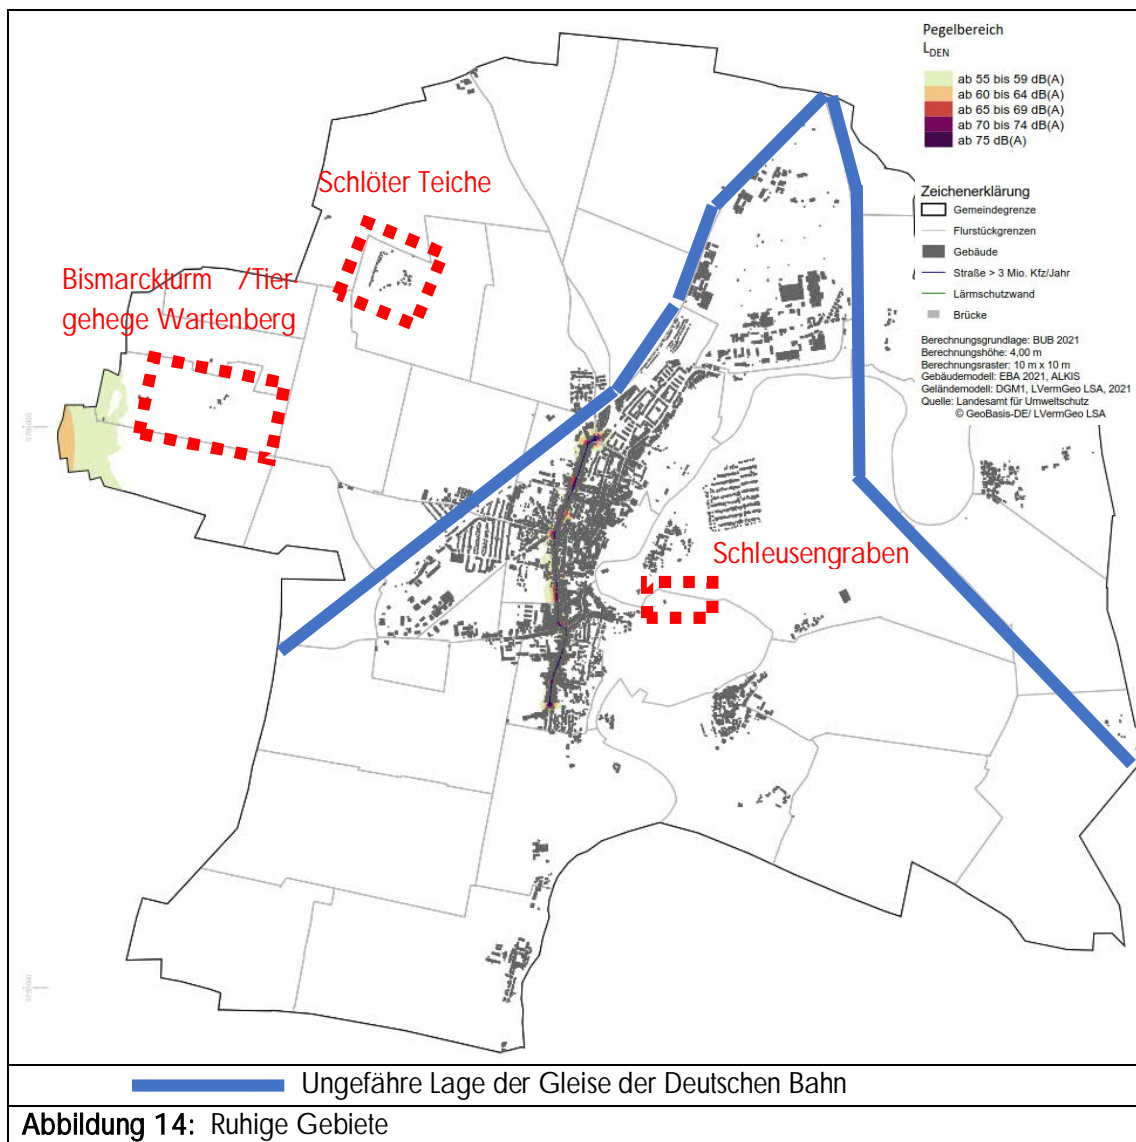 Pegelbereich
LDEN
ab 55 bis 59 dB(A)
ab 60 bis 64 dB(A)
ab 65 bis 69 dB(A)
ab 70 bis 74 dB(A)
ab 75 dB(A)
Zeichenerklärung
Gemeindegrenze
Flurstückgrenzen
Gebäude
Straße > 3 Mio. Kfz/Jahr
Lärmschutzwand
Brücke
Berechnungsgrundlage: BUB 2021
Berechnungshöhe: 4,00 m
Berechnungsraster: 10 m x 10 m
Gebäudemodell: EBA 2021, ALKIS
Geländemodell: DGM1, LVermGeo LSA, 2021
Quelle: Landesamt für Umweltschutz
© GeoBasis-DE/ LVermGeo LSA
Schlöter Teiche
Bismarckturm /Tier-
gehege Wartenberg
Schleusengraben
Ungefähre Lage der Gleise der Deutschen Bahn
Abbildung 14: Ruhige Gebiete